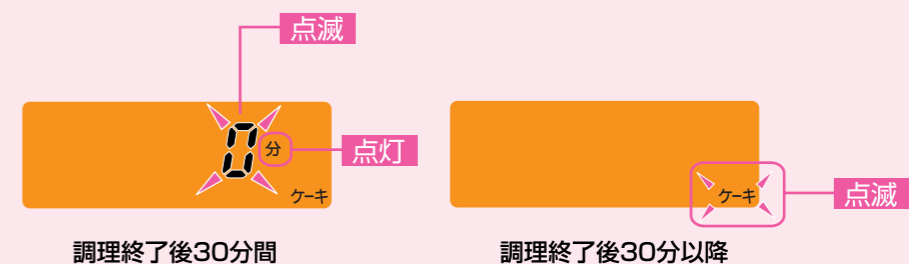 点滅
0
分
点灯
ケーキ
調理終了後30分間
ケーキ
点滅
調理終了後30分以降